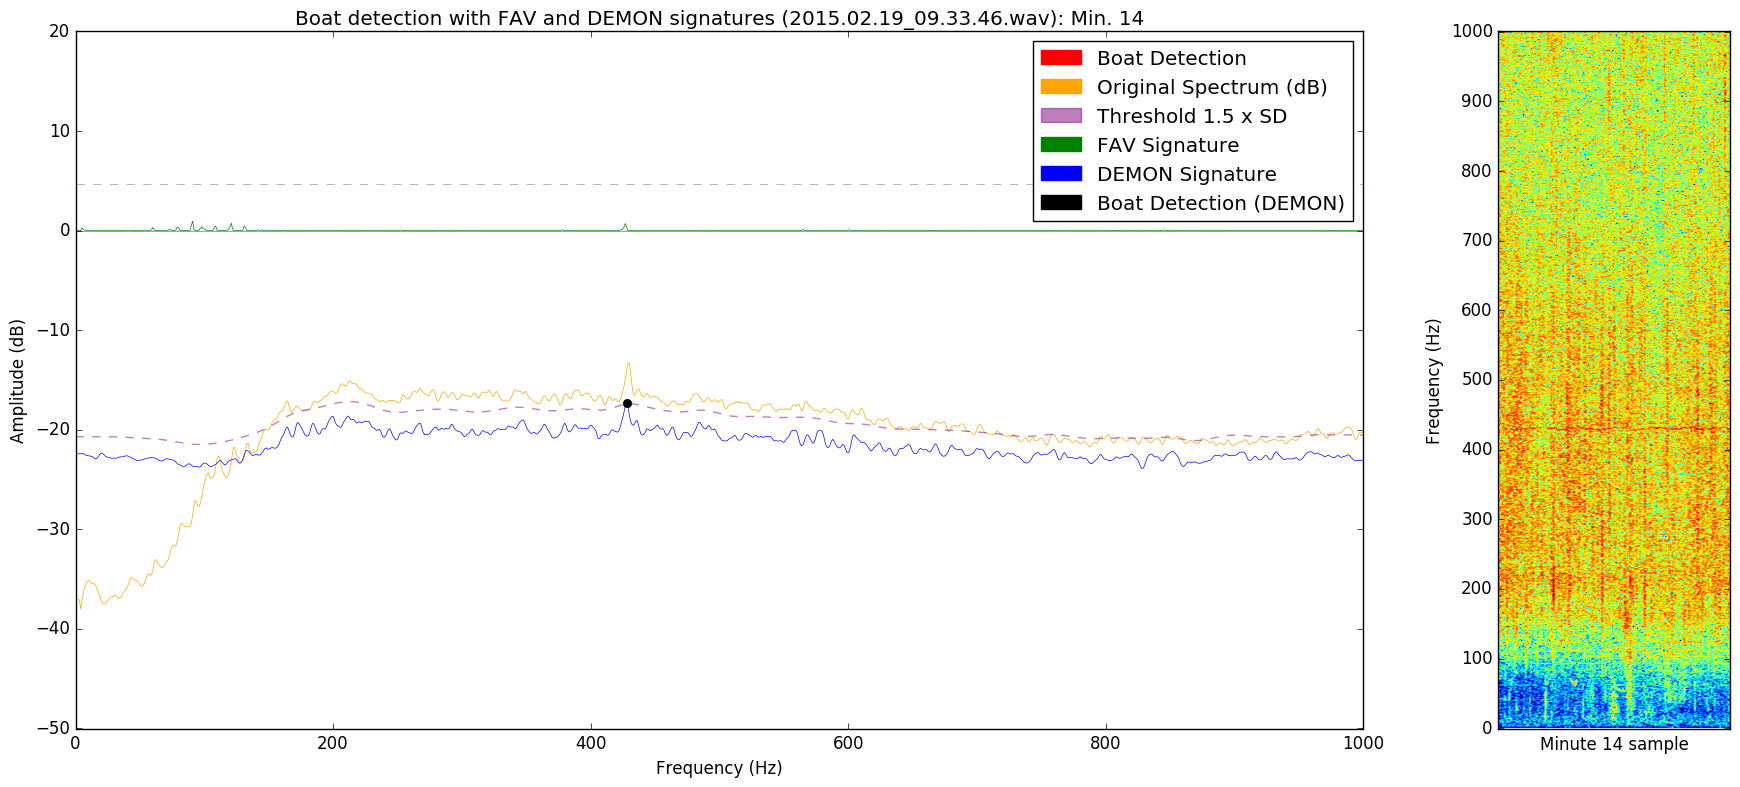 Boat detection with FAV and DEMON signatures (2015.02.19_09.33.46.wav): Min. 14
Boat Detection
Original Spectrum (dB)
Threshold 1.5 x SD
FAV Signature
DEMON Signature
Boat Detection (DEMON)
Amplitude (dB)
20
10
0
−10
−20
−30
−40
−50
0
200
400
600
800
1000
Frequency (Hz)
Frequency (Hz)
1000
900
800
700
600
500
400
300
200
100
0
Minute 14 sample